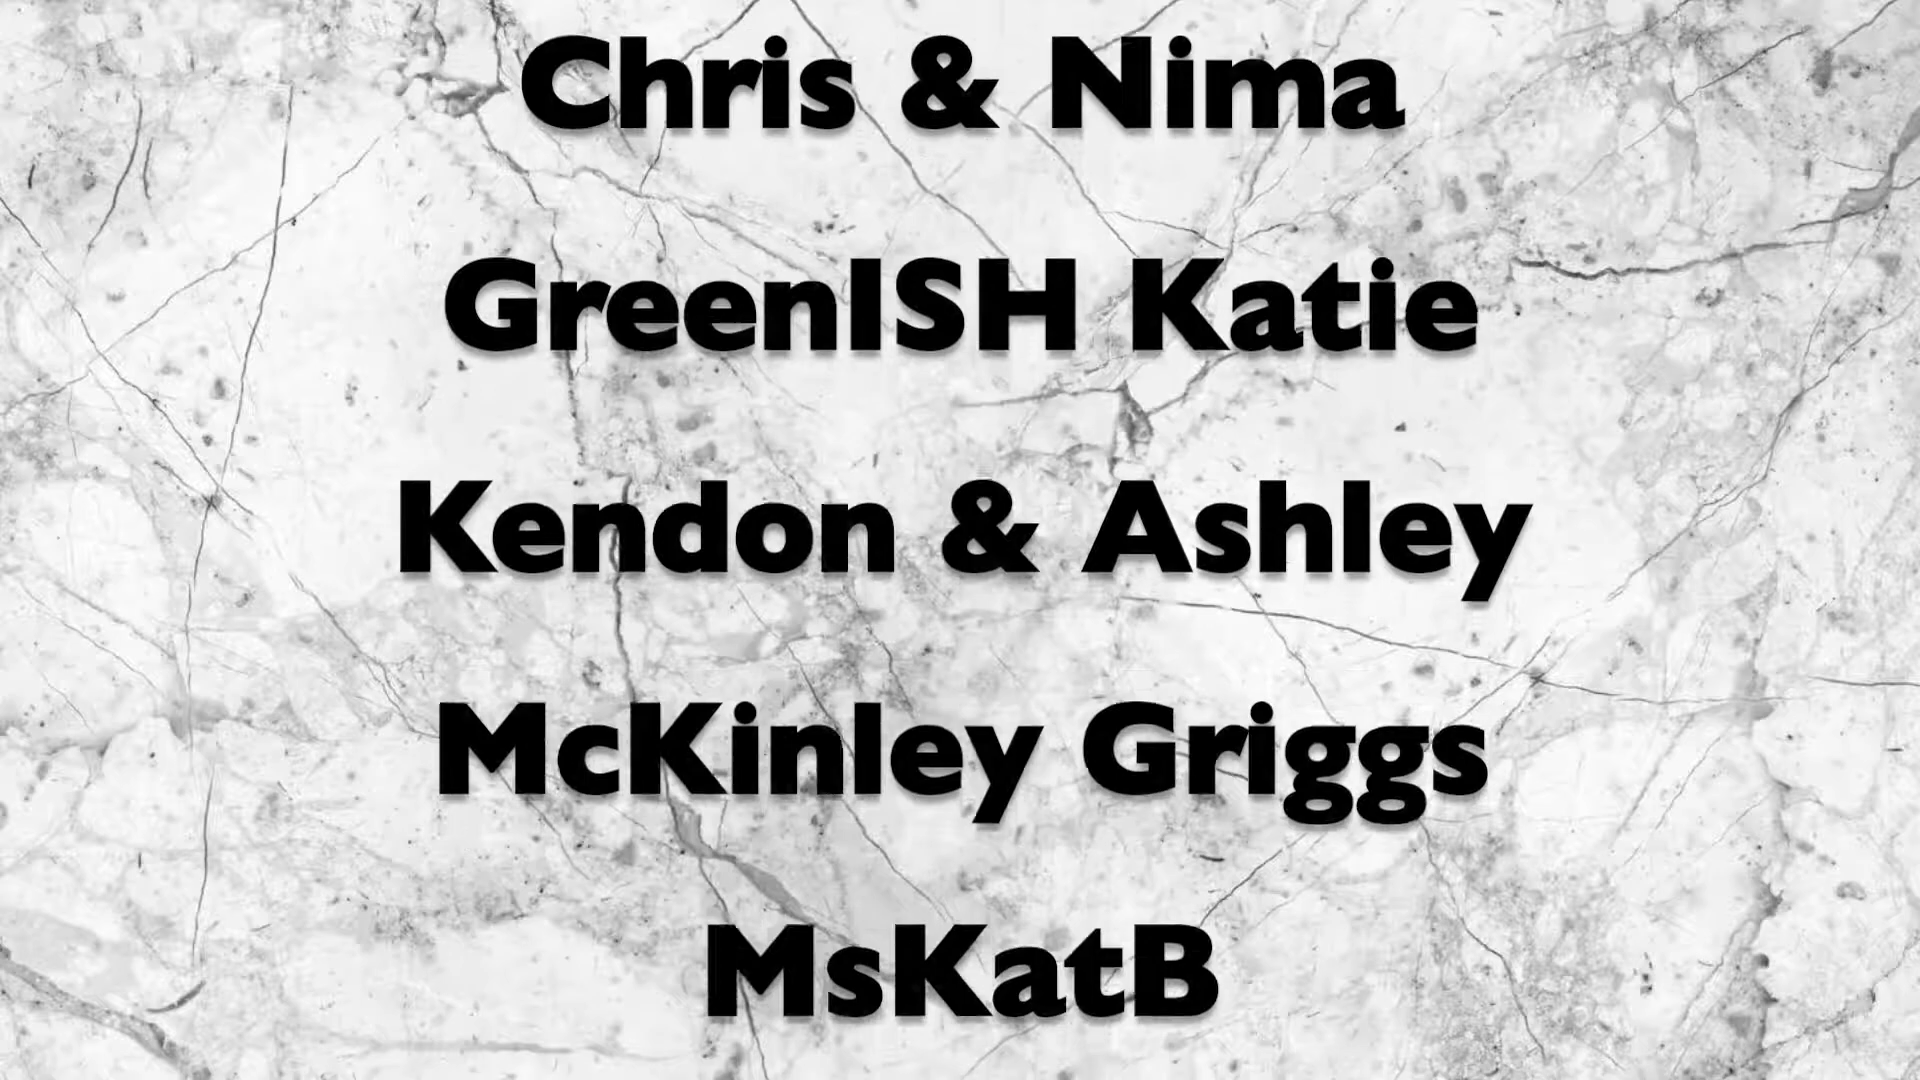 Chris & Nima
GreenISH Katie
Kendon & Ashley
McKinley Griggs
MsKatB